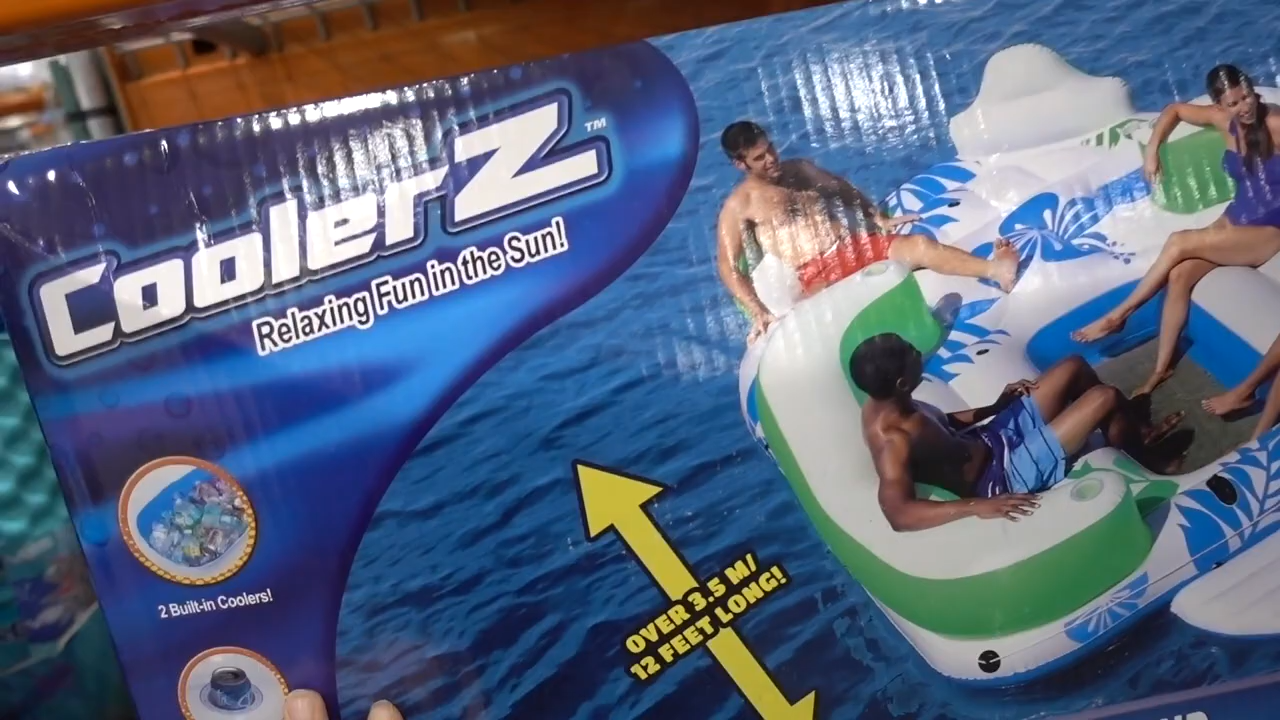 CoolerZ™
Relaxing Fun in the Sun!
2 Built-in Coolers!
OVER 3.5 M/
12 FEET LONG!